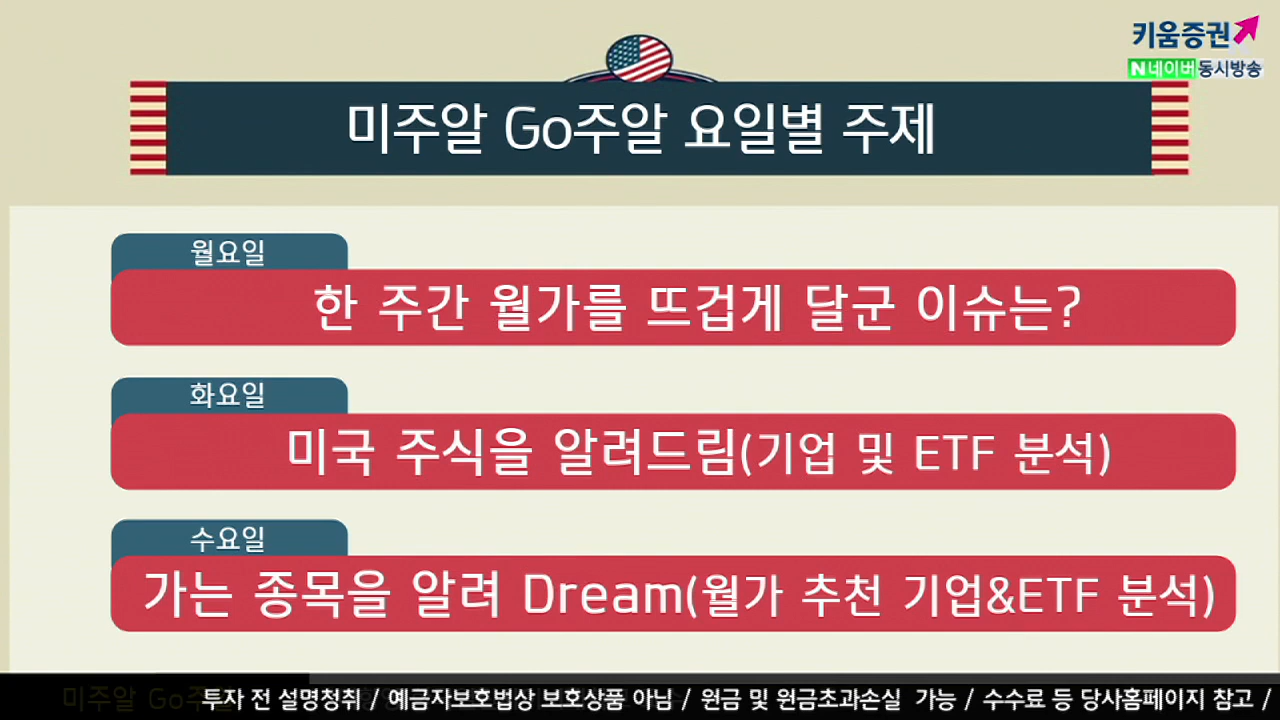 키움증권
N네이버 동시방송
미주알 Go주알 요일별 주제
월요일
한 주간 월가를 뜨겁게 달군 이슈는?
화요일
미국 주식을 알려드림(기업 및 ETF 분석)
수요일
가는 종목을 알려 Dream(월가 추천 기업&ETF 분석)
미주알 Go주
투자 전 설명청취 / 예금자보호법상 보호상품 아님 / 원금 및 원금초과손실 가능 / 수수료 등 당사홈페이지 참고 /